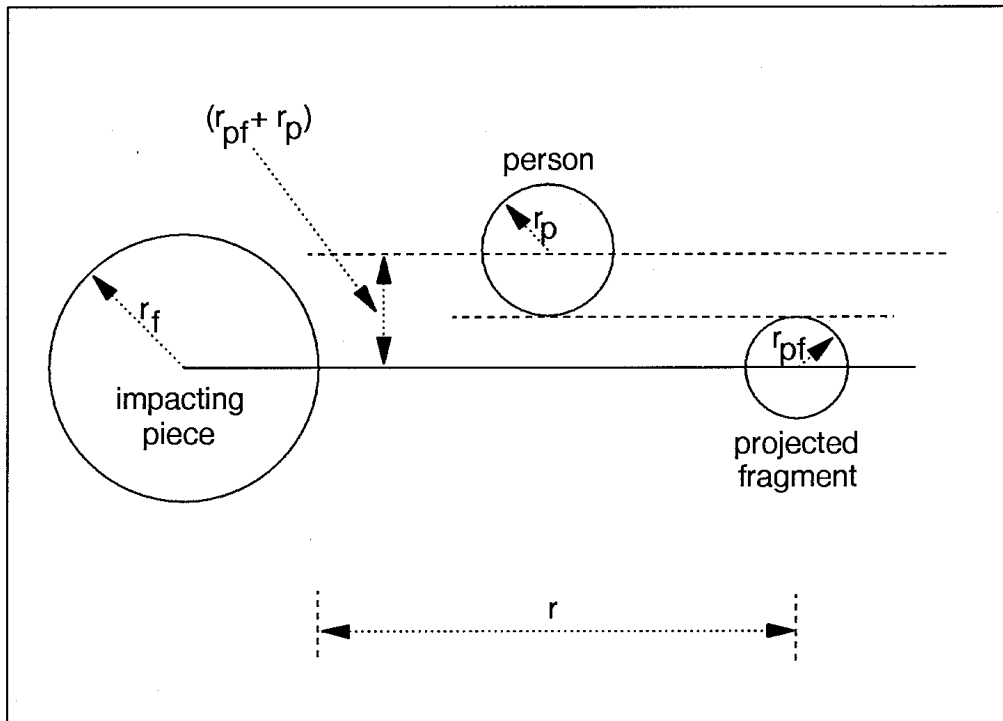 (r_pf + r_p)
person
r_p
r_f
impacting
piece
r_pf
projected
fragment
r